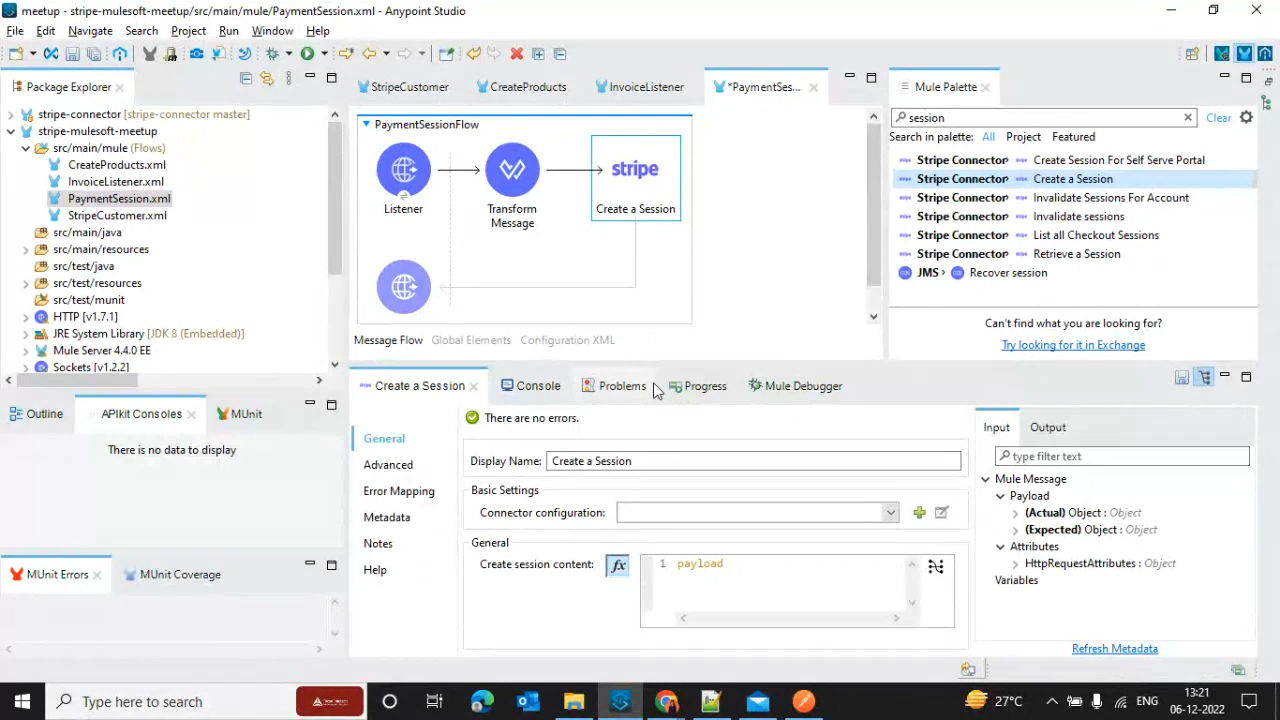 meetup - stripe-mulesoft-meetup/src/main/mule/PaymentSession.xml - Anypoint Studio
File Edit Navigate Search Project Run Window Help
Package Explorer
stripe-connector [stripe-connector master]
stripe-mulesoft-meetup
src/main/mule (Flows)
CreateProducts.xml
InvoiceListener.xml
PaymentSession.xml
StripeCustomer.xml
src/main/java
src/main/resources
src/test/java
src/test/resources
src/test/munit
HTTP [v1.7.1]
JRE System Library [JDK 8 (Embedded)]
Mule Server 4.4.0 EE
Sockets [v1.2.2]
Outline
APIkit Consoles
MUnit
There is no data to display
MUnit Errors
MUnit Coverage
StripeCustomer
CreateProducts
InvoiceListener
*PaymentSes...
PaymentSessionFlow
stripe
Listener
Transform
Message
Create a Session
Message Flow Global Elements Configuration XML
Mule Palette
session
Clear
Search in palette: All Project Featured
Stripe Connector Create Session For Self Serve Portal
Stripe Connector Create a Session
Stripe Connector Invalidate Sessions For Account
Stripe Connector Invalidate sessions
Stripe Connector List all Checkout Sessions
Stripe Connector Retrieve a Session
JMS > Recover session
Can't find what you are looking for?
Try looking for it in Exchange
Create a Session
Console
Problems
Progress
Mule Debugger
There are no errors.
General
Advanced
Error Mapping
Metadata
Notes
Help
Display Name: Create a Session
Basic Settings
Connector configuration:
General
Create session content: fx 1 payload
Input
Output
type filter text
Mule Message
Payload
(Actual) Object : Object
(Expected) Object : Object
Attributes
HttpRequestAttributes : Object
Variables
Refresh Metadata
Type here to search
27°C
ENG
13:21
06-12-2022